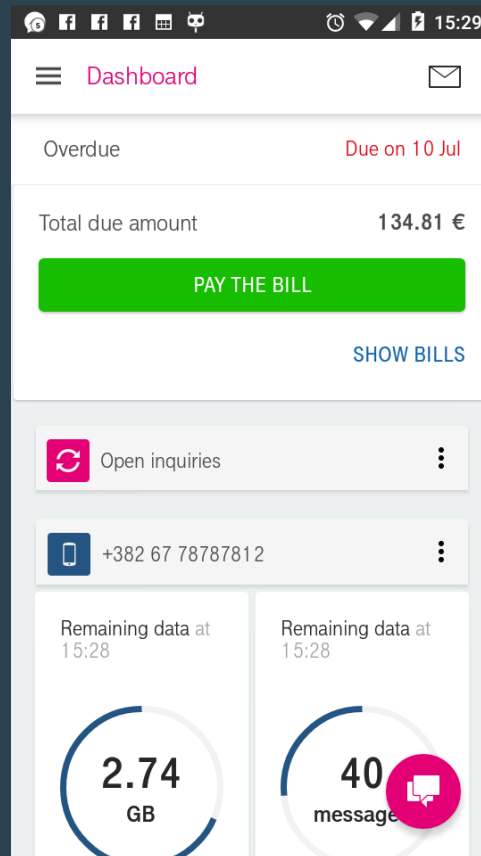 5
15:29
Dashboard
Overdue
Due on 10 Jul
Total due amount
134.81 €
PAY THE BILL
SHOW BILLS
Open inquiries
+382 67 78787812
Remaining data at
15:28
2.74
GB
Remaining data at
15:28
40
message